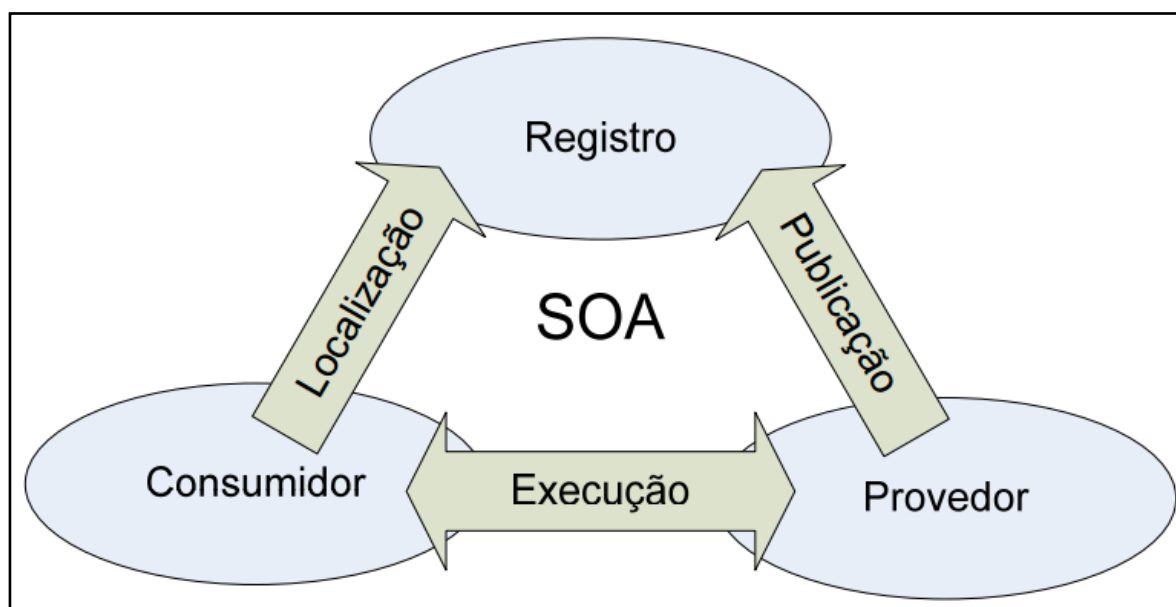 Registro
Localização
Publicação
SOA
Consumidor
Execução
Provedor